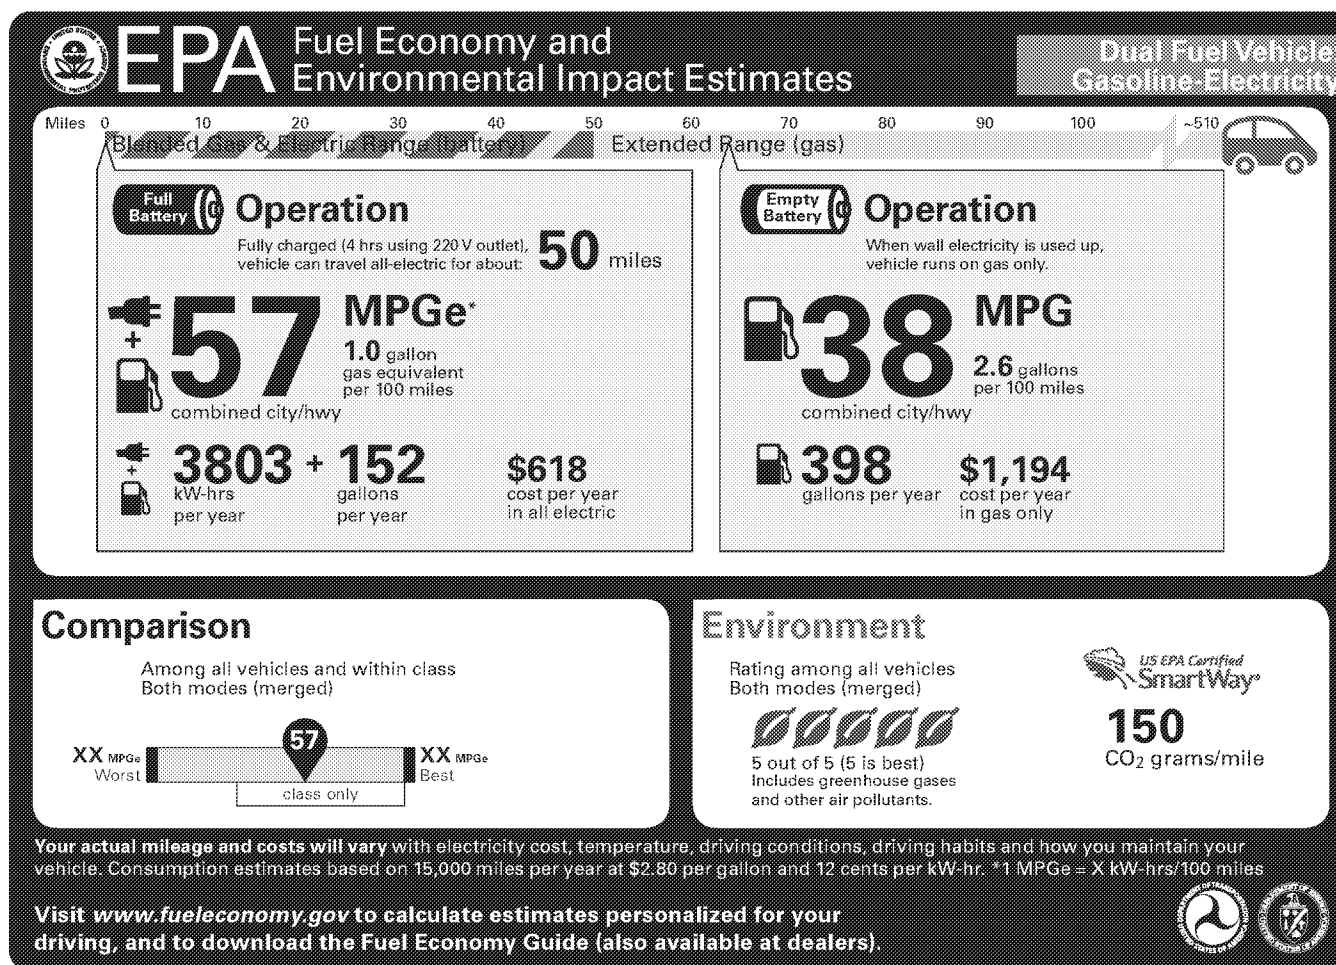 EPA
Fuel Economy and
Environmental Impact Estimates
Dual Fuel Vehicle
Gasoline-Electricity
Miles 0 10 20 30 40 50 60 70 80 90 100 ~510
Blended Gas & Electric Range (battery) Extended Range (gas)
Full
Battery
Operation
Fully charged (4 hrs using 220 V outlet),
vehicle can travel all-electric for about:
50 miles
57
MPGe*
1.0 gallon
gas equivalent
per 100 miles
+
combined city/hwy
3803 + 152
+
kW-hrs
per year
gallons
per year
$618
cost per year
in all electric
Empty
Battery
Operation
When wall electricity is used up,
vehicle runs on gas only.
38
MPG
2.6 gallons
per 100 miles
combined city/hwy
398
gallons per year
$1,194
cost per year
in gas only
Comparison
Among all vehicles and within class
Both modes (merged)
57
XX MPGe
Worst
XX MPGe
Best
class only
Environment
Rating among all vehicles
Both modes (merged)
5 out of 5 (5 is best)
Includes greenhouse gases
and other air pollutants.
US EPA Certified
SmartWay
150
CO2 grams/mile
Your actual mileage and costs will vary with electricity cost, temperature, driving conditions, driving habits and how you maintain your
vehicle. Consumption estimates based on 15,000 miles per year at $2.80 per gallon and 12 cents per kW-hr. *1 MPGe = X kW-hrs/100 miles
Visit www.fueleconomy.gov to calculate estimates personalized for your
driving, and to download the Fuel Economy Guide (also available at dealers).